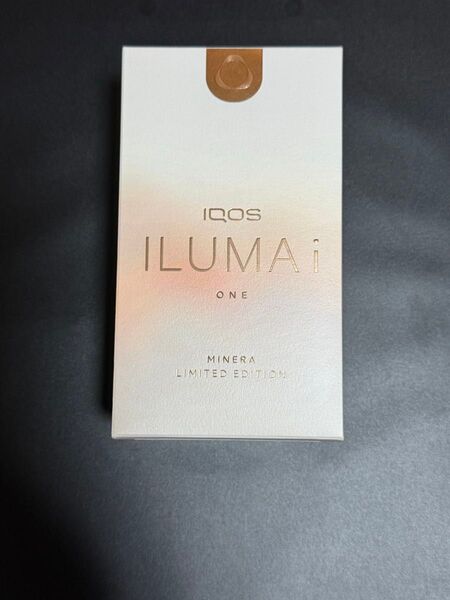 IQOS
ILUMA i
ONE
MINERA
LIMITED EDITION